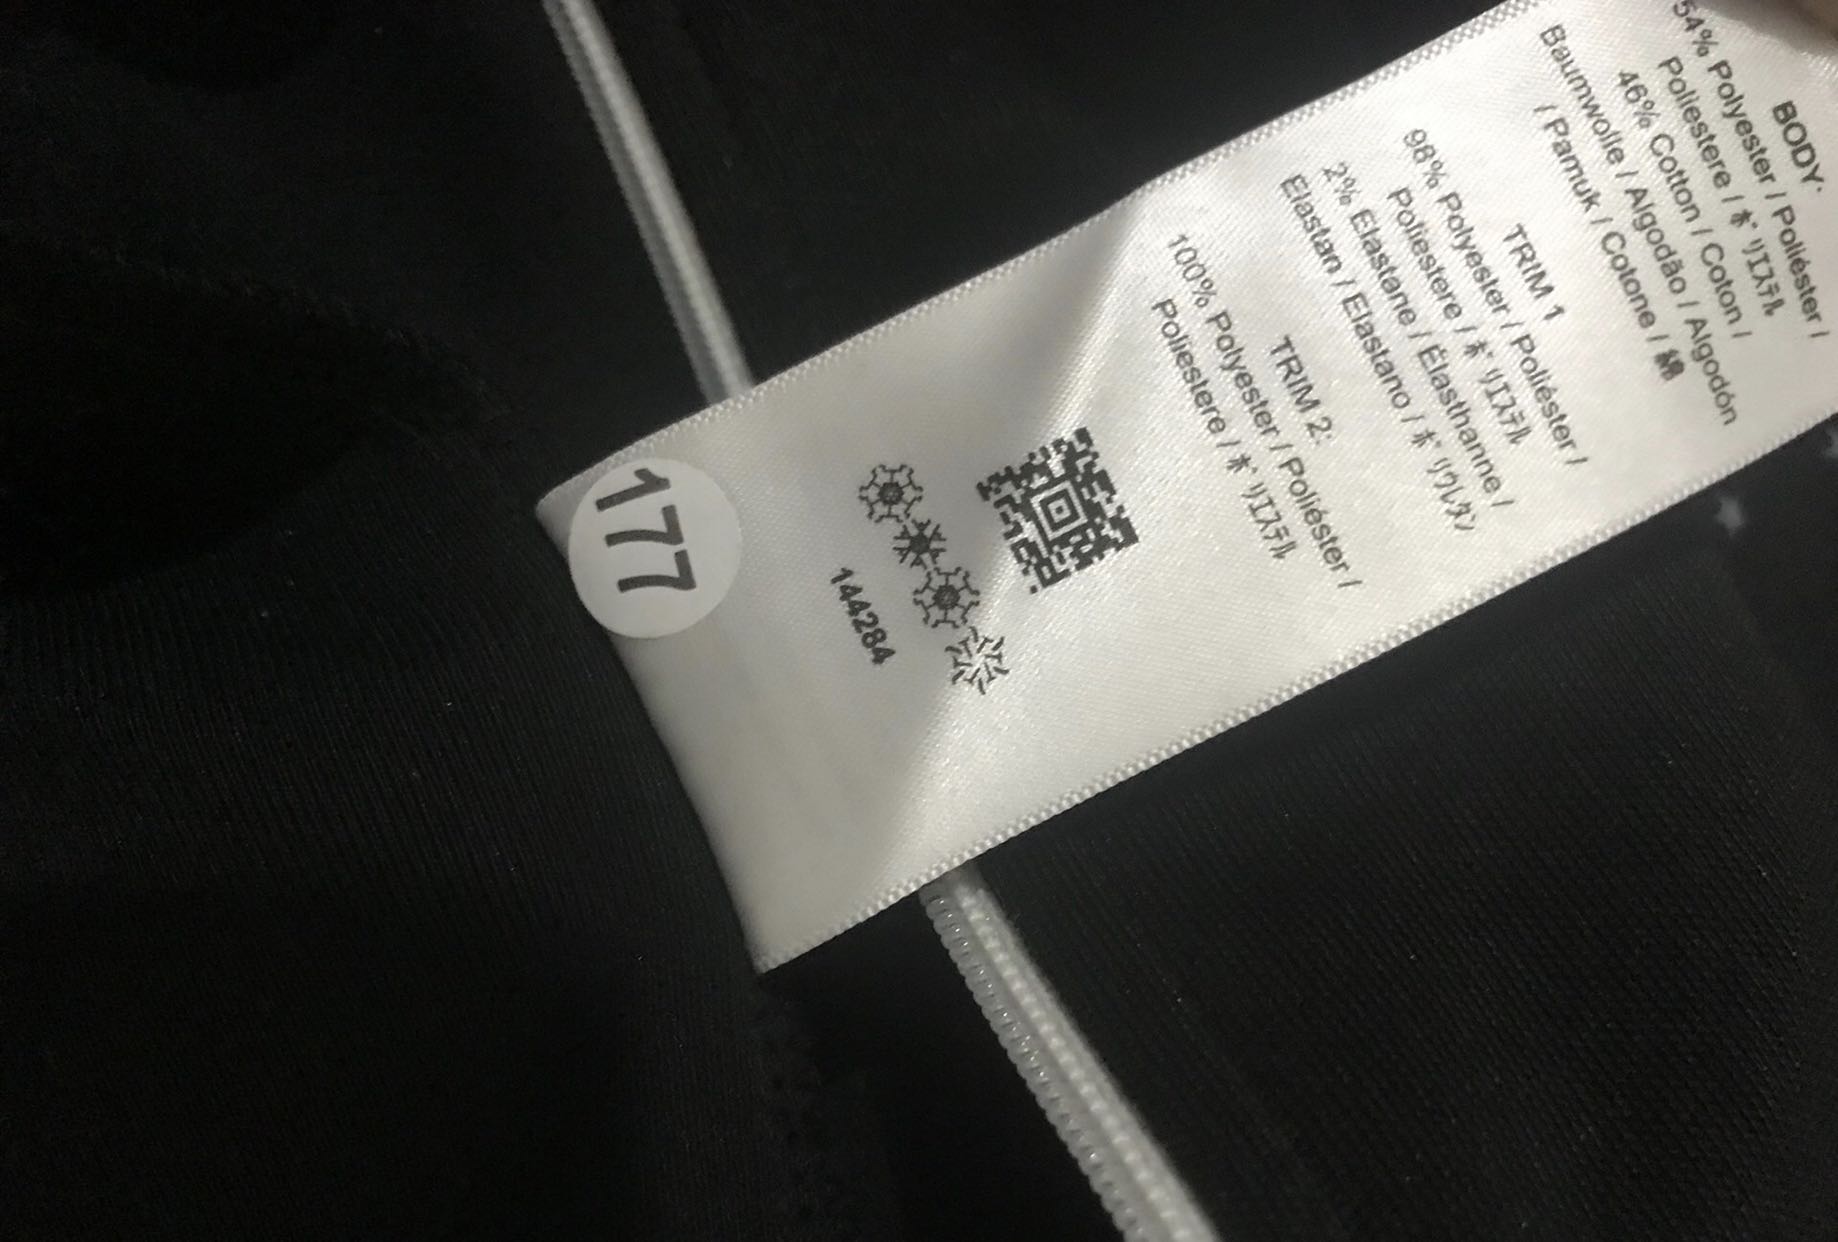 BODY:
54% Polyester / Poliéster /
Poliestere / ポリエステル
46% Cotton / Coton /
Baumwolle / Algodão / Algodón
/ Pamuk / Cotone / 綿
TRIM 1
98% Polyester / Poliéster /
Poliestere / ポリエステル
2% Elastane / Élasthanne /
Elastan / Elastano / ポリウレタン
TRIM 2:
100% Polyester / Poliéster /
Poliestere / ポリエステル
144284
177